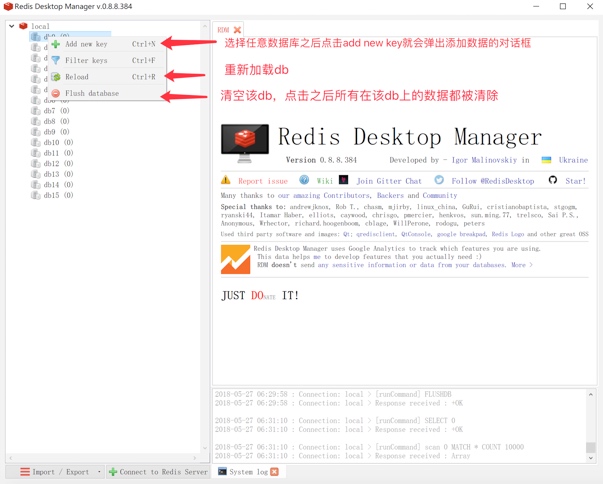 Redis Desktop Manager v.0.8.8.384
local
db0 (0)
Add new key Ctrl+N
Filter keys Ctrl+F
Reload Ctrl+R
Flush database
db7 (0)
db8 (0)
db9 (0)
db10 (0)
db11 (0)
db12 (0)
db13 (0)
db14 (0)
db15 (0)
RDM
选择任意数据库之后点击add new key就会弹出添加数据的对话框
重新加载db
清空该db，点击之后所有在该db上的数据都被清除
Redis Desktop Manager
Version 0.8.8.384 Developed by - Igor Malinovskiy in Ukraine
Report issue Wiki Join Gitter Chat Follow @RedisDesktop Star!
Many thanks to our amazing Contributors, Backers and Community
Special thanks to: andrewjknox, Rob T., chasm, mjirby, linux_china, GuRui, cristianobaptista, stgogm,
ryanski44, Itamar Haber, elliots, caywood, chrisgo, pmercier, henkvos, sun.ming.77, trelsco, Sai P.S.,
Anonymous, Wrhector, richard.hoogenboom, cblage, WillPerone, rodogu, peters
Used third party software and images: Qt, qredisclient, QtConsole, google breakpad, Redis Logo and other great OSS
Redis Desktop Manager uses Google Analytics to track which features you are using.
This data helps me to develop features that you actually need :)
RDM doesn't send any sensitive information or data from your databases. More >
JUST DONATE IT!
2018-05-27 06:29:58 : Connection: local > [runCommand] FLUSHDB
2018-05-27 06:29:58 : Connection: local > Response received : +OK
2018-05-27 06:31:10 : Connection: local > [runCommand] SELECT 0
2018-05-27 06:31:10 : Connection: local > Response received : +OK
2018-05-27 06:31:10 : Connection: local > [runCommand] scan 0 MATCH * COUNT 10000
2018-05-27 06:31:10 : Connection: local > Response received : Array
Import / Export
Connect to Redis Server
System log